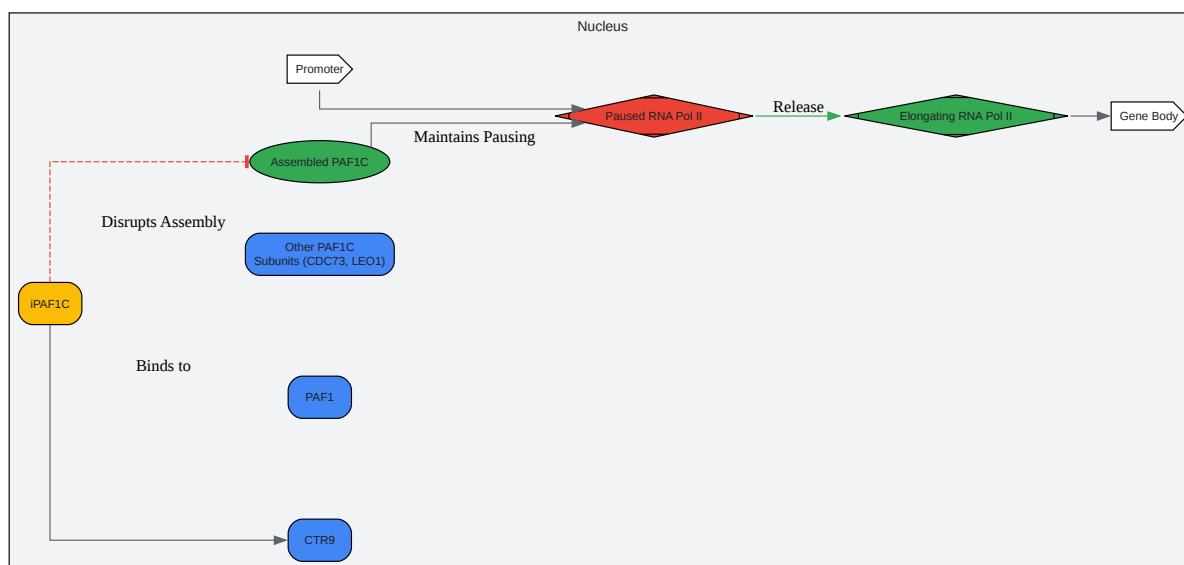 Nucleus
Promoter
Paused RNA Pol II
Release
Elongating RNA Pol II
Gene Body
Maintains Pausing
Assembled PAF1C
Disrupts Assembly
Other PAF1C
Subunits (CDC73, LEO1)
iPAF1C
Binds to
PAF1
CTR9